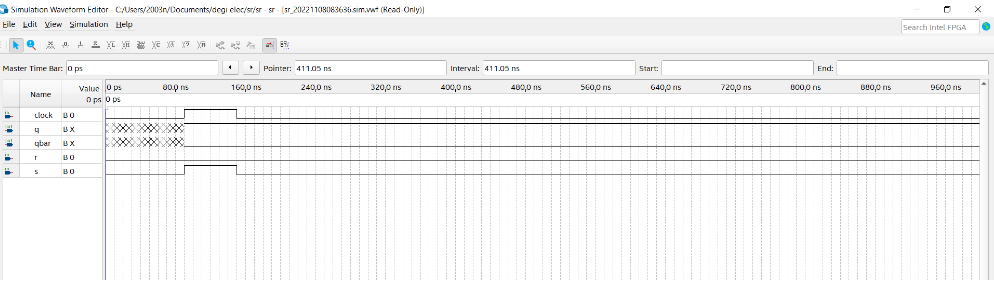 Simulation Waveform Editor - C:/Users/2003n/Documents/degi elec/sr/sr - sr - [sr_20221108083636.sim.vwf (Read-Only)]
File Edit View Simulation Help
Search Intel FPGA
Master Time Bar: 0 ps Pointer: 411.05 ns Interval: 411.05 ns Start: End:
Name Value 0 ps 80.0 ns 160.0 ns 240.0 ns 320.0 ns 400.0 ns 480.0 ns 560.0 ns 640.0 ns 720.0 ns 800.0 ns 880.0 ns 960.0 ns
0 ps 0 ps
clock B 0
q B X
qbar B X
r B 0
s B 0